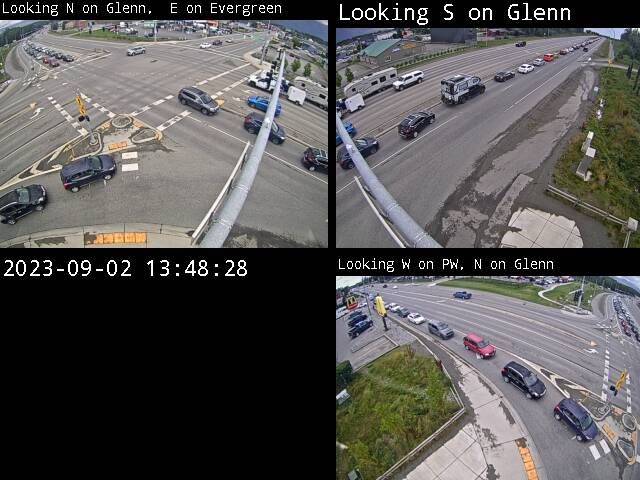 Looking N on Glenn,  E on Evergreen
Looking S on Glenn
2023-09-02 13:48:28
Looking W on PW, N on Glenn